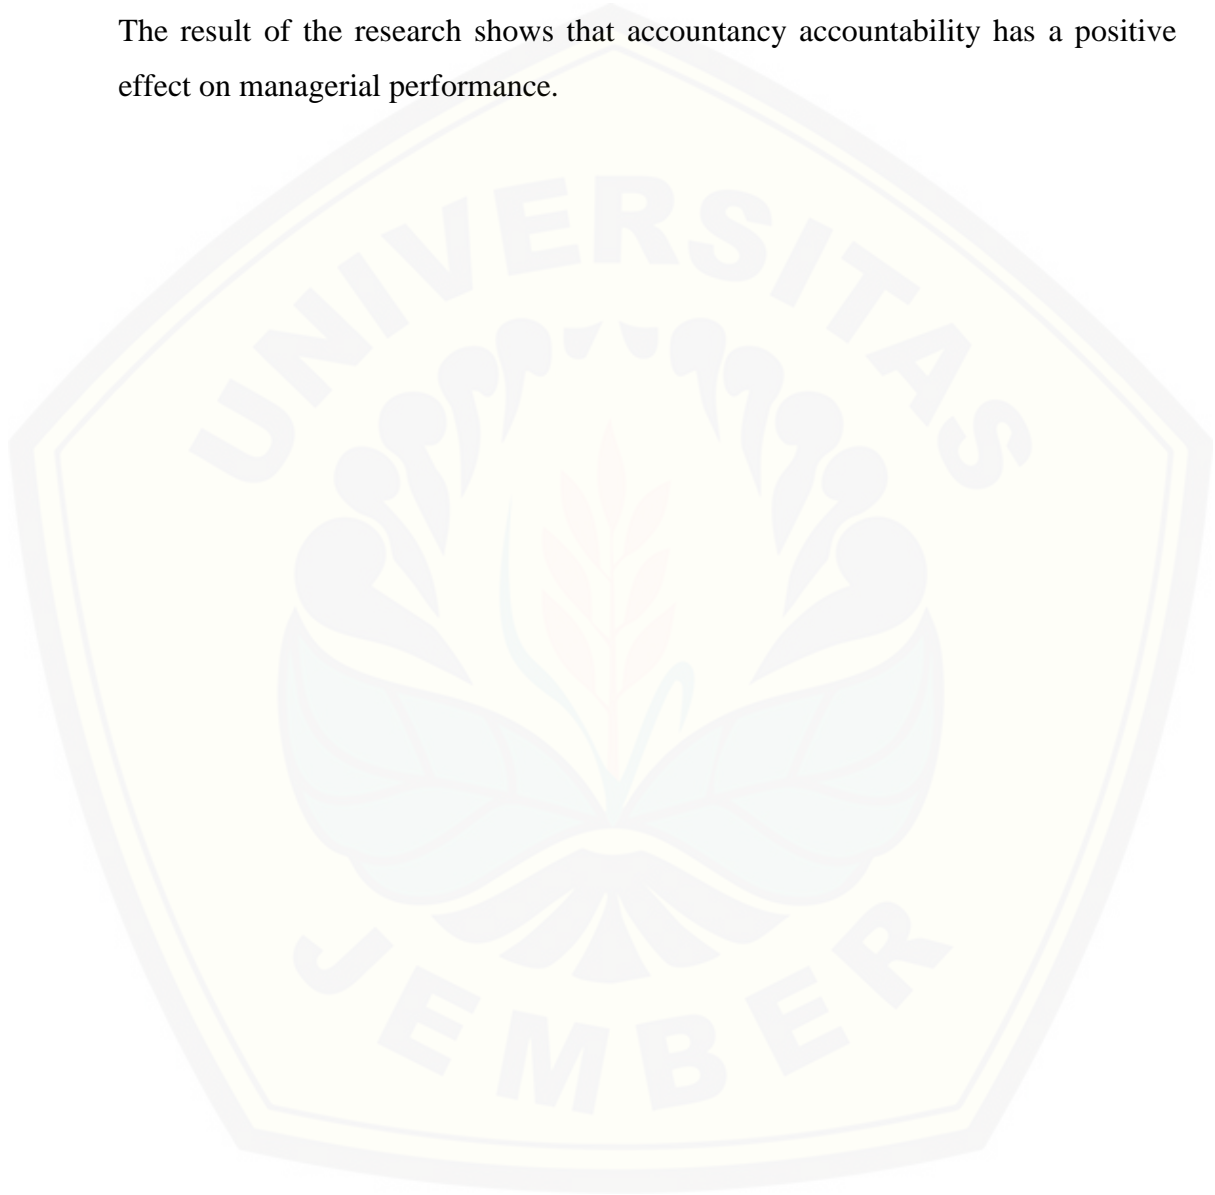 The result of the research shows that accountancy accountability has a positive
effect on managerial performance.
UNIVERSITAS
JEMBER